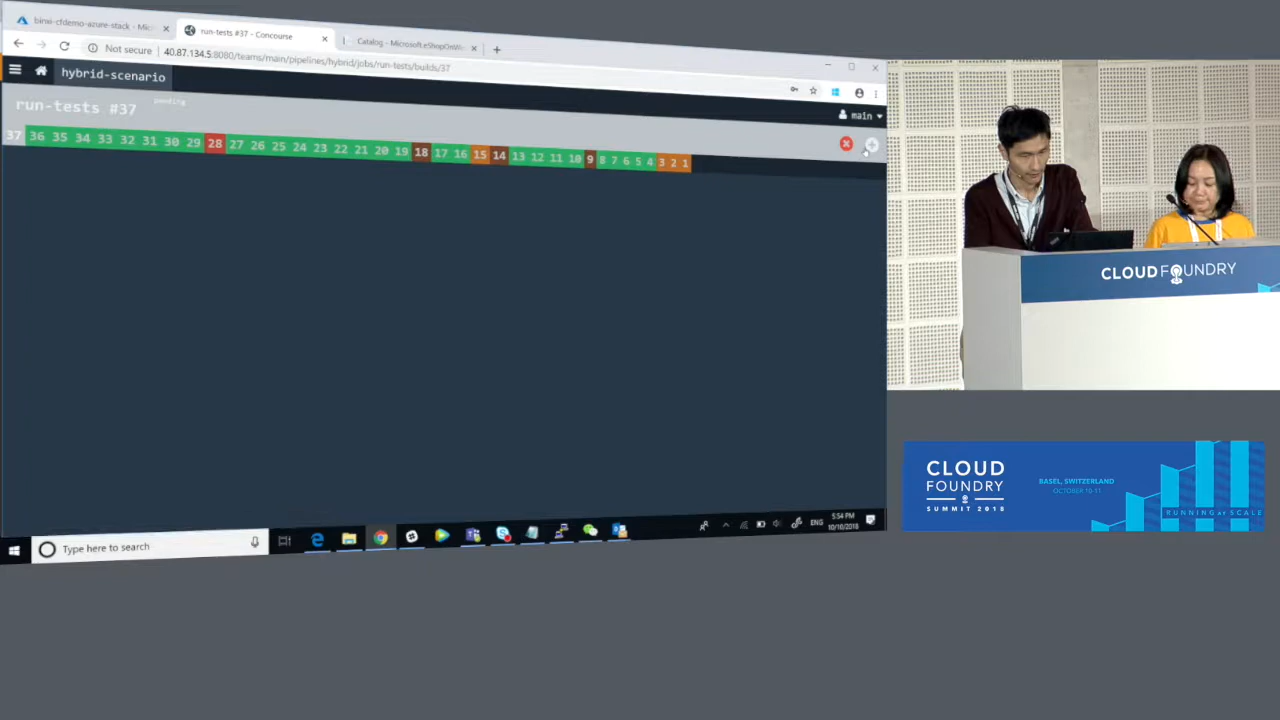 binxi-cfdemo-azure-stack - Mic
run-tests #37 - Concourse
Catalog - Microsoft.eShopOnWe
Not secure
40.87.134.5:8080/teams/main/pipelines/hybrid/jobs/run-tests/builds/37
hybrid-scenario
run-tests #37
pending
main
37 36 35 34 33 32 31 30 29 28 27 26 25 24 23 22 21 20 19 18 17 16 15 14 13 12 11 10 9 8 7 6 5 4 3 2 1
Type here to search
ENG
5:54 PM
10/10/2018
CLOUD FOUNDRY
CLOUD
FOUNDRY
SUMMIT 2018
BASEL, SWITZERLAND
OCTOBER 10-11
RUNNING AT SCALE